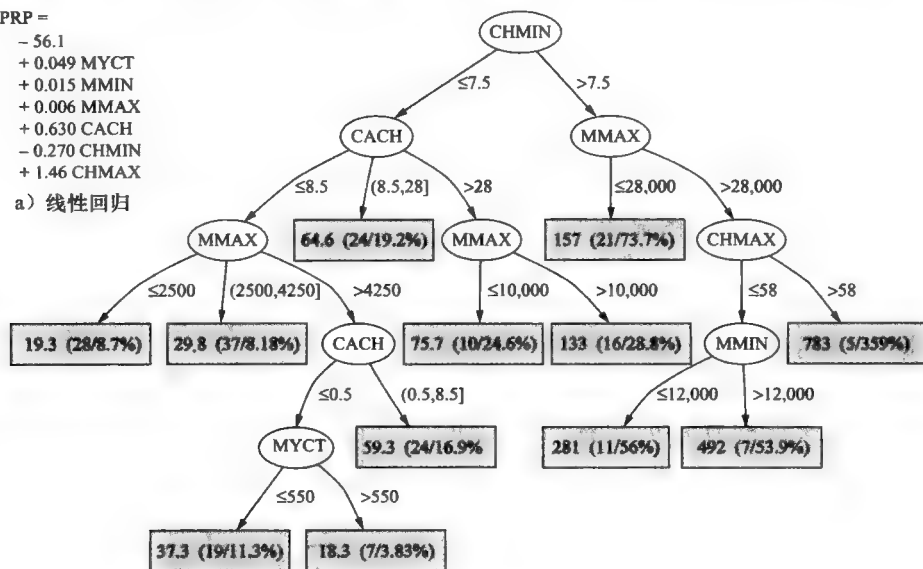 PRP =
– 56.1
+ 0.049 MYCT
+ 0.015 MMIN
+ 0.006 MMAX
+ 0.630 CACH
– 0.270 CHMIN
+ 1.46 CHMAX
a）线性回归
CHMIN
≤7.5
>7.5
CACH
MMAX
≤8.5
(8.5,28]
>28
≤28,000
>28,000
MMAX
64.6 (24/19.2%)
MMAX
157 (21/73.7%)
CHMAX
≤2500
(2500,4250]
>4250
≤10,000
>10,000
≤58
>58
19.3 (28/8.7%)
29.8 (37/8.18%)
CACH
75.7 (10/24.6%)
133 (16/28.8%)
MMIN
783 (5/359%)
≤0.5
(0.5,8.5]
≤12,000
>12,000
MYCT
59.3 (24/16.9%
281 (11/56%)
492 (7/53.9%)
≤550
>550
37.3 (19/11.3%)
18.3 (7/3.83%)